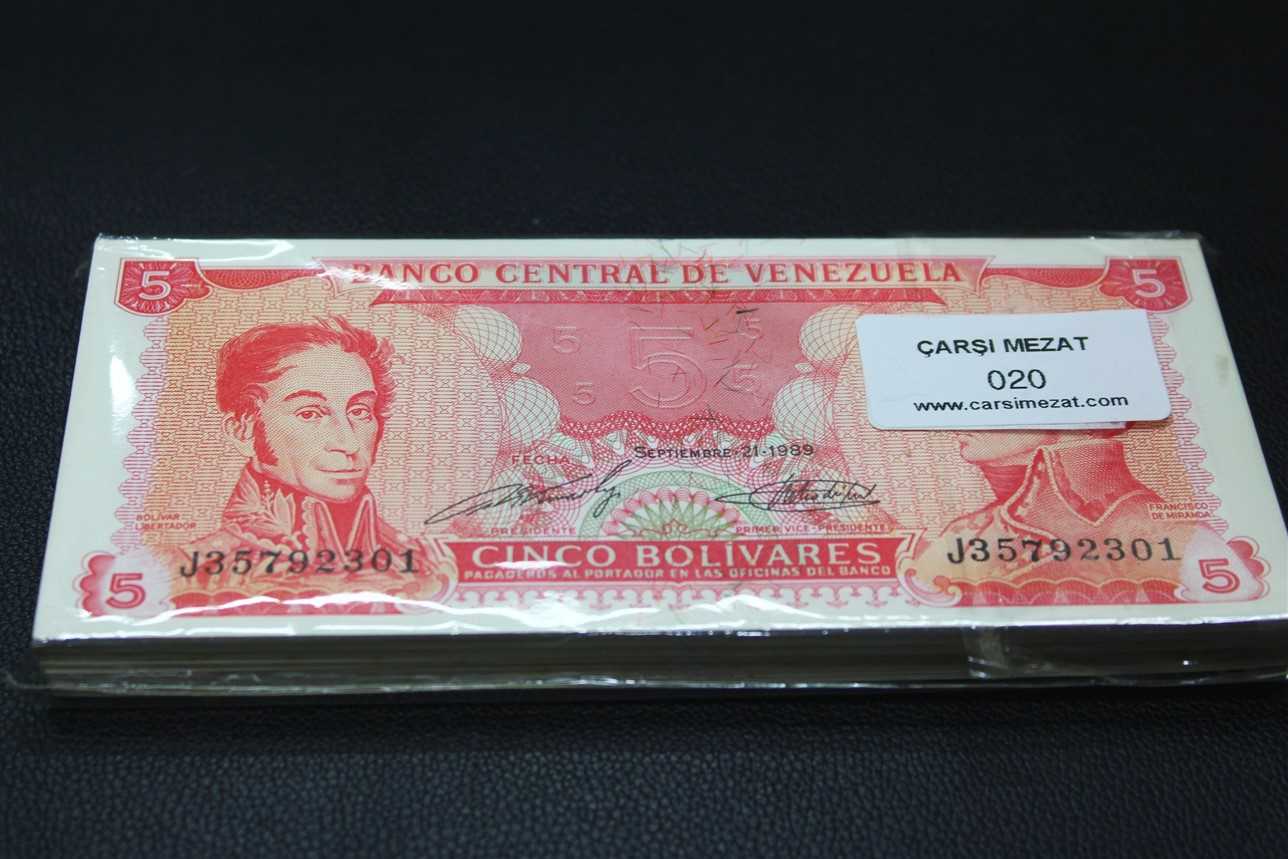 5
BANCO CENTRAL DE VENEZUELA
5
5
5
5
5
5
ÇARŞI MEZAT
020
www.carsimezat.com
FECHA
SEPTIEMBRE-21-1989
BOLIVAR
LIBERTADOR
PRESIDENTE
PRIMER VICE-PRESIDENTE
FRANCISCO
DE MIRANDA
J35792301
CINCO BOLÍVARES
J35792301
PAGADEROS AL PORTADOR EN LAS OFICINAS DEL BANCO
5
5